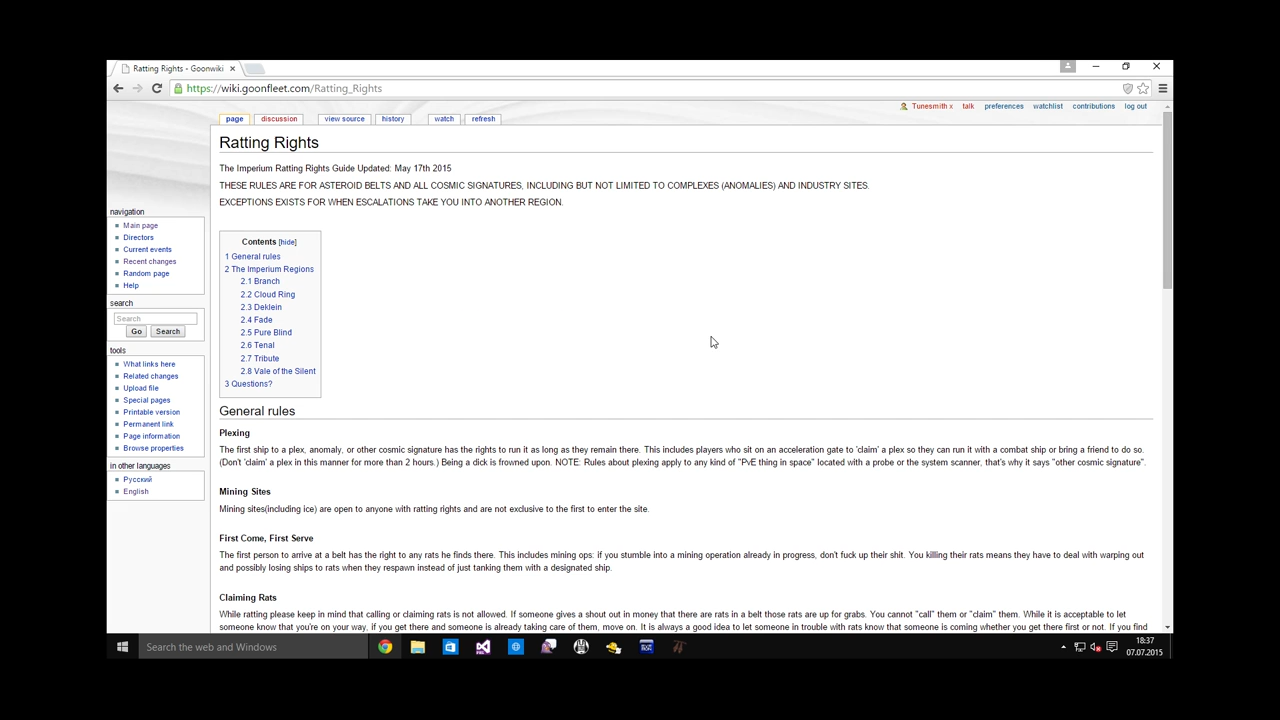 Ratting Rights - Goonwiki
https://wiki.goonfleet.com/Ratting_Rights
Tunesmith x talk preferences watchlist contributions log out
page discussion view source history watch refresh
Ratting Rights
The Imperium Ratting Rights Guide Updated: May 17th 2015
THESE RULES ARE FOR ASTEROID BELTS AND ALL COSMIC SIGNATURES, INCLUDING BUT NOT LIMITED TO COMPLEXES (ANOMALIES) AND INDUSTRY SITES.
EXCEPTIONS EXISTS FOR WHEN ESCALATIONS TAKE YOU INTO ANOTHER REGION.
navigation
Main page
Directors
Current events
Recent changes
Random page
Help
search
Search
Go Search
tools
What links here
Related changes
Upload file
Special pages
Printable version
Permanent link
Page information
Browse properties
in other languages
Русский
English
Contents [hide]
1 General rules
2 The Imperium Regions
2.1 Branch
2.2 Cloud Ring
2.3 Deklein
2.4 Fade
2.5 Pure Blind
2.6 Tenal
2.7 Tribute
2.8 Vale of the Silent
3 Questions?
General rules
Plexing
The first ship to a plex, anomaly, or other cosmic signature has the rights to run it as long as they remain there. This includes players who sit on an acceleration gate to 'claim' a plex so they can run it with a combat ship or bring a friend to do so.
(Don't 'claim' a plex in this manner for more than 2 hours.) Being a dick is frowned upon. NOTE: Rules about plexing apply to any kind of "PvE thing in space" located with a probe or the system scanner, that's why it says "other cosmic signature".
Mining Sites
Mining sites(including ice) are open to anyone with ratting rights and are not exclusive to the first to enter the site.
First Come, First Serve
The first person to arrive at a belt has the right to any rats he finds there. This includes mining ops: if you stumble into a mining operation already in progress, don't fuck up their shit. You killing their rats means they have to deal with warping out
and possibly losing ships to rats when they respawn instead of just tanking them with a designated ship.
Claiming Rats
While ratting please keep in mind that calling or claiming rats is not allowed. If someone gives a shout out in money that there are rats in a belt those rats are up for grabs. You cannot "call" them or "claim" them. While it is acceptable to let
someone know that you're on your way, if you get there and someone is already taking care of them, move on. It is always a good idea to let someone in trouble with rats know that someone is coming whether you get there first or not. If you find
Search the web and Windows
18:37
07.07.2015